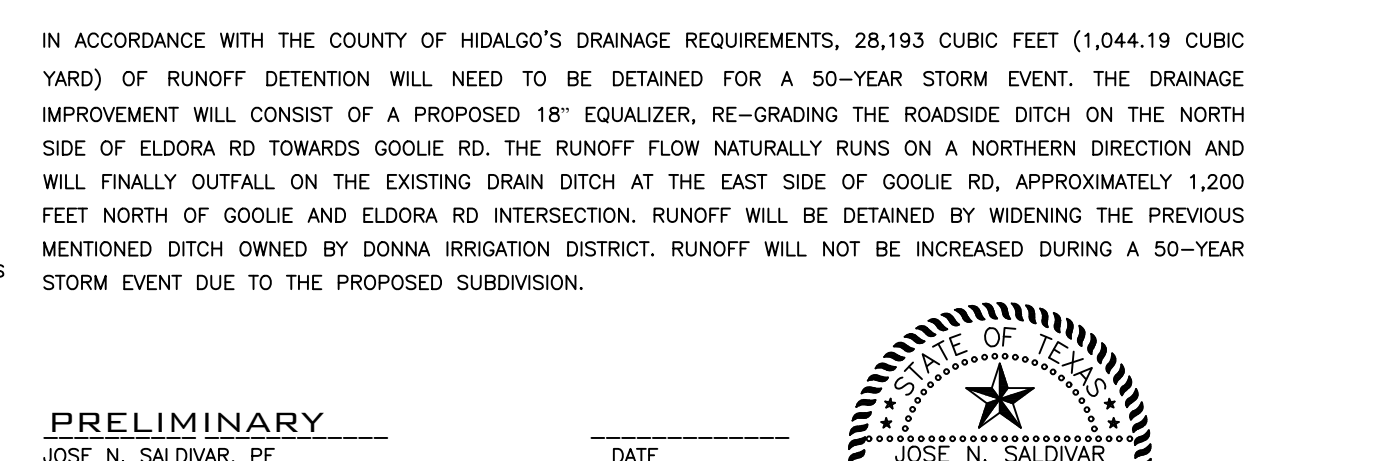 IN ACCORDANCE WITH THE COUNTY OF HIDALGO'S DRAINAGE REQUIREMENTS, 28,193 CUBIC FEET (1,044.19 CUBIC
YARD) OF RUNOFF DETENTION WILL NEED TO BE DETAINED FOR A 50–YEAR STORM EVENT. THE DRAINAGE
IMPROVEMENT WILL CONSIST OF A PROPOSED 18” EQUALIZER, RE–GRADING THE ROADSIDE DITCH ON THE NORTH
SIDE OF ELDORA RD TOWARDS GOOLIE RD. THE RUNOFF FLOW NATURALLY RUNS ON A NORTHERN DIRECTION AND
WILL FINALLY OUTFALL ON THE EXISTING DRAIN DITCH AT THE EAST SIDE OF GOOLIE RD, APPROXIMATELY 1,200
FEET NORTH OF GOOLIE AND ELDORA RD INTERSECTION. RUNOFF WILL BE DETAINED BY WIDENING THE PREVIOUS
MENTIONED DITCH OWNED BY DONNA IRRIGATION DISTRICT. RUNOFF WILL NOT BE INCREASED DURING A 50–YEAR
S
STORM EVENT DUE TO THE PROPOSED SUBDIVISION.
STATE OF TEXAS
PRELIMINARY
JOSE N. SALDIVAR, PE
DATE
JOSE N. SALDIVAR